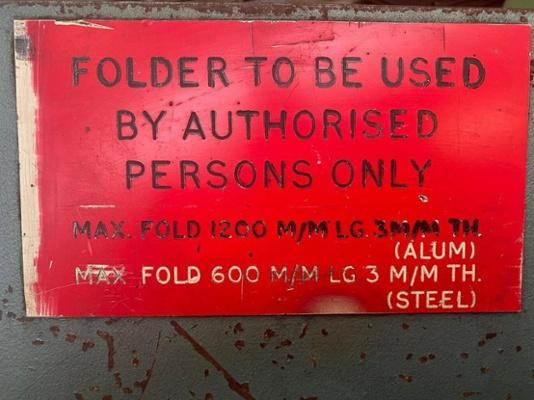 FOLDER TO BE USED
BY AUTHORISED
PERSONS ONLY
MAX. FOLD 1200 M/M LG. 3M/M TH.
(ALUM)
MAX FOLD 600 M/M LG 3 M/M TH.
(STEEL)